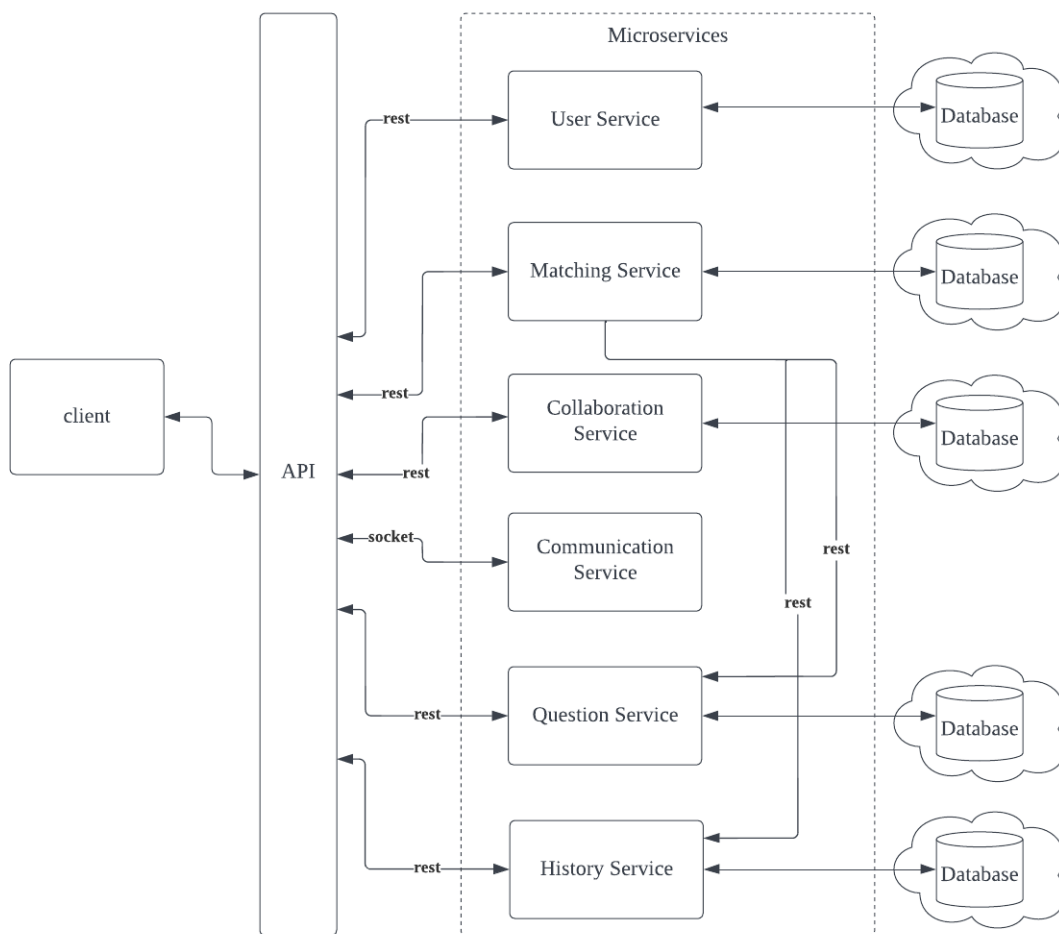 Microservices
User Service
Database
rest
Matching Service
Database
rest
client
API
Collaboration
Service
Database
rest
socket
Communication
Service
rest
rest
Question Service
Database
rest
History Service
Database
rest